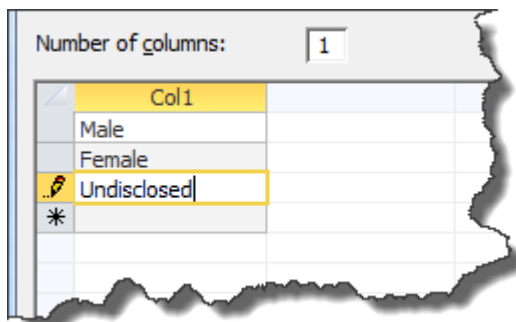 Number of columns: 1
Col1
Male
Female
Undisclosed